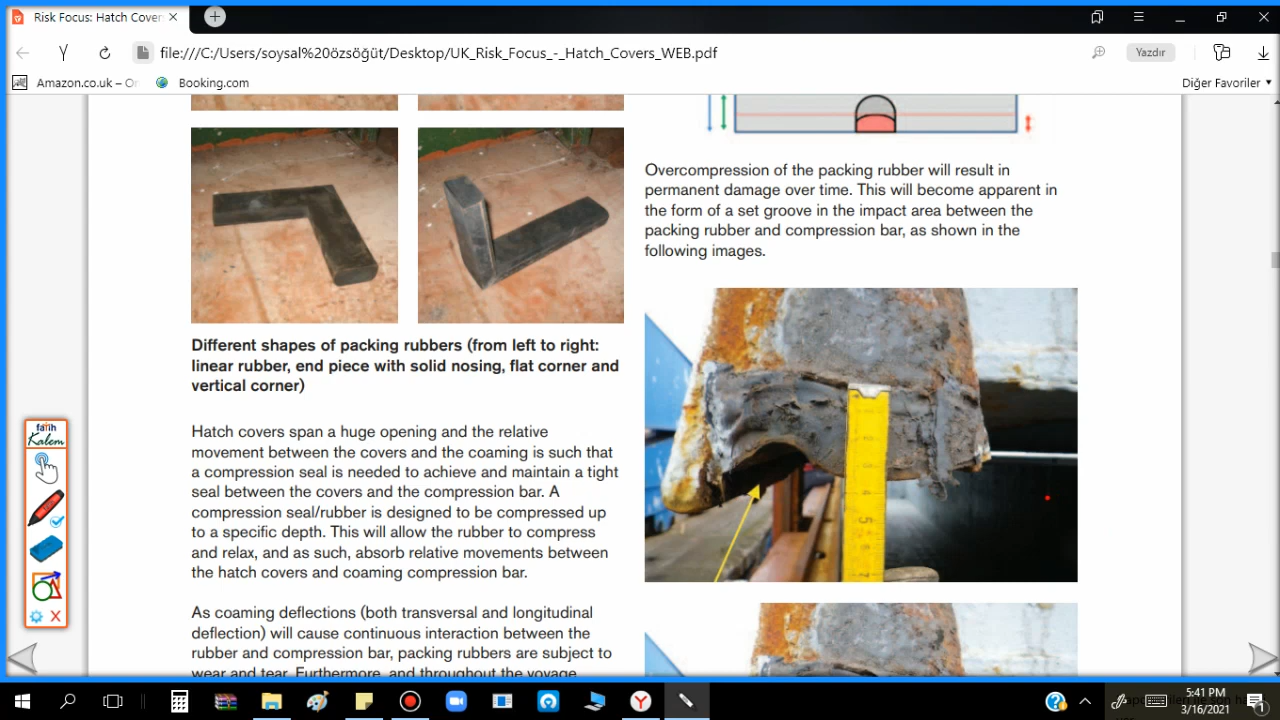 Risk Focus: Hatch Cover
file:///C:/Users/soysal%20özsöğüt/Desktop/UK_Risk_Focus_-_Hatch_Covers_WEB.pdf
Yazdır
Amazon.co.uk – O
Booking.com
Diğer Favoriler
Different shapes of packing rubbers (from left to right:
linear rubber, end piece with solid nosing, flat corner and
vertical corner)
Hatch covers span a huge opening and the relative
movement between the covers and the coaming is such that
a compression seal is needed to achieve and maintain a tight
seal between the covers and the compression bar. A
compression seal/rubber is designed to be compressed up
to a specific depth. This will allow the rubber to compress
and relax, and as such, absorb relative movements between
the hatch covers and coaming compression bar.
As coaming deflections (both transversal and longitudinal
deflection) will cause continuous interaction between the
rubber and compression bar, packing rubbers are subject to
wear and tear. Furthermore, and throughout the voyage,
Overcompression of the packing rubber will result in
permanent damage over time. This will become apparent in
the form of a set groove in the impact area between the
packing rubber and compression bar, as shown in the
following images.
2
3
4
5
6
7
fatih
Kalem
5:41 PM
3/16/2021
1